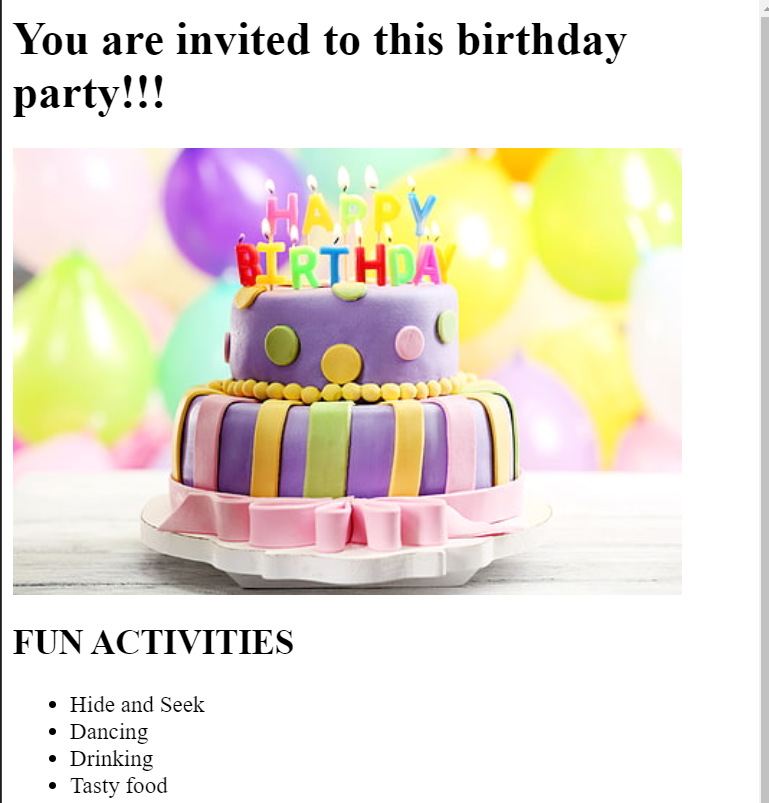 You are invited to this birthday
party!!!
HAPPY
BIRTHDAY
FUN ACTIVITIES
Hide and Seek
Dancing
Drinking
Tasty food